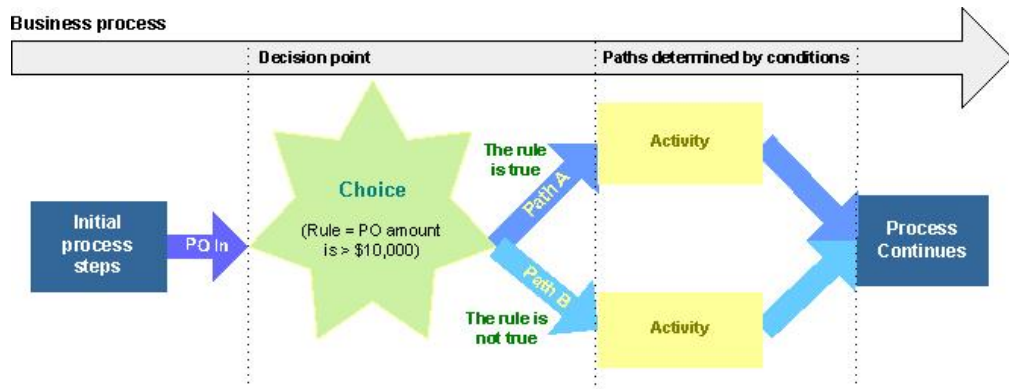 Business process
Decision point
Paths determined by conditions
The rule
is true
Activity
Path A
Choice
Initial
process
steps
PO In
(Rule = PO amount
is > $10,000)
Process
Continues
Path B
The rule is
not true
Activity